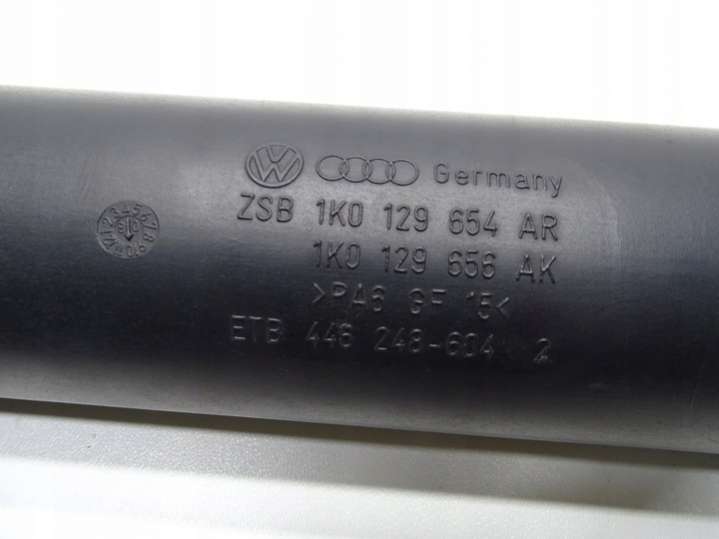 Germany
ZSB 1K0 129 654 AR
1K0 129 656 AK
>PA6 GF 15<
ETB 446 248-604 2